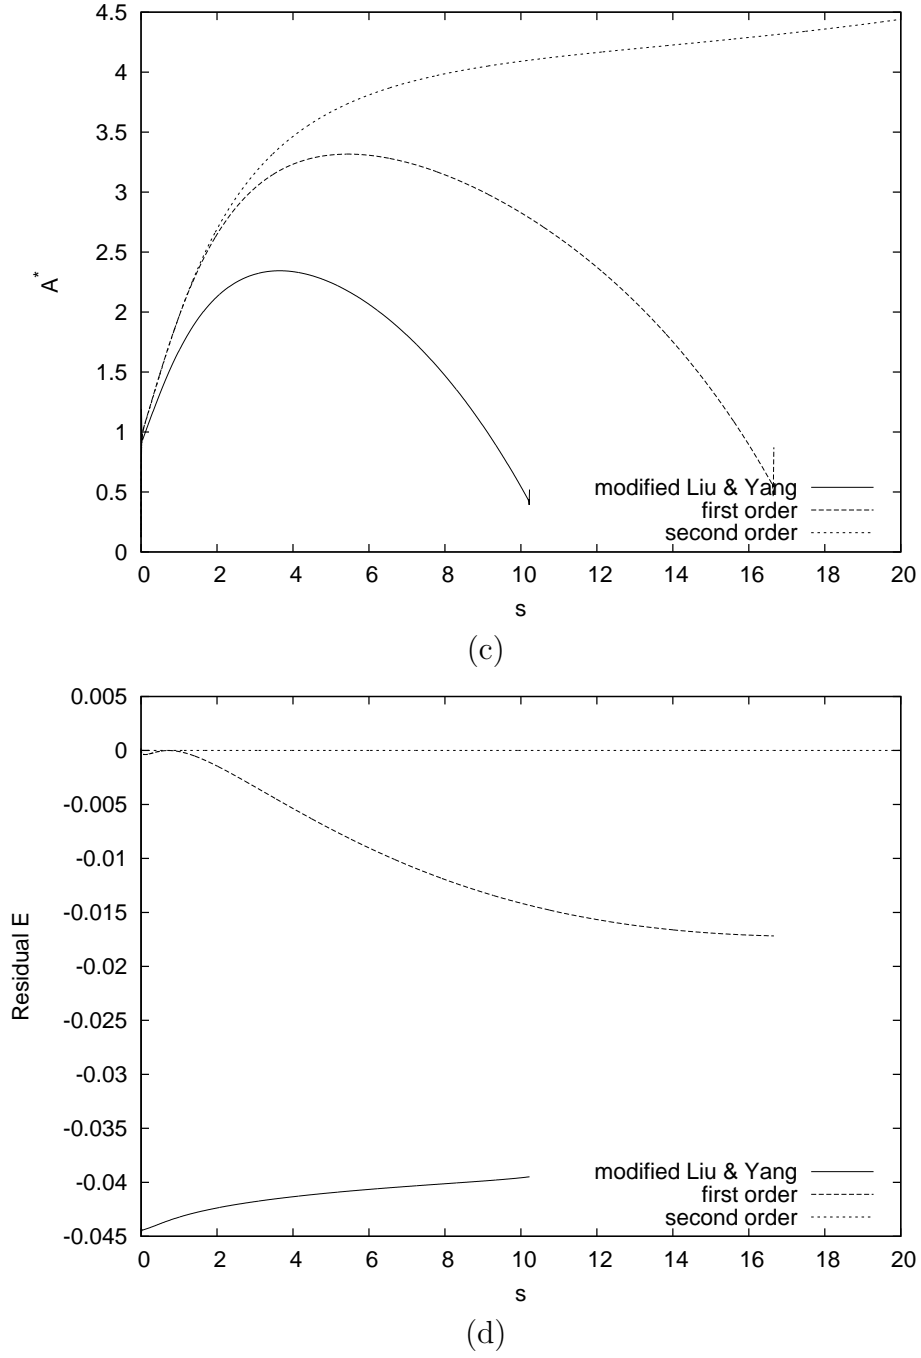 4.5
4
3.5
3
2.5
2
1.5
1
0.5
0
A*
modified Liu & Yang
first order
second order
0 2 4 6 8 10 12 14 16 18 20
s
(c)
0.005
0
-0.005
-0.01
-0.015
-0.02
-0.025
-0.03
-0.035
-0.04
-0.045
Residual E
modified Liu & Yang
first order
second order
0 2 4 6 8 10 12 14 16 18 20
s
(d)